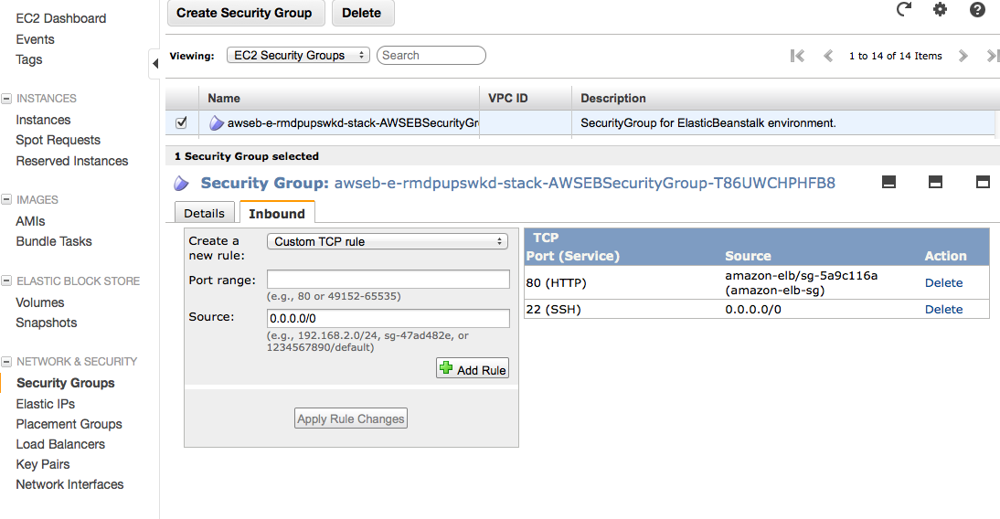 EC2 Dashboard
Events
Tags
INSTANCES
Instances
Spot Requests
Reserved Instances
IMAGES
AMIs
Bundle Tasks
ELASTIC BLOCK STORE
Volumes
Snapshots
NETWORK & SECURITY
Security Groups
Elastic IPs
Placement Groups
Load Balancers
Key Pairs
Network Interfaces
Create Security Group Delete
Viewing: EC2 Security Groups Search 1 to 14 of 14 Items
Name VPC ID Description
awseb-e-rmdpupswkd-stack-AWSEBSecurityGr SecurityGroup for ElasticBeanstalk environment.
1 Security Group selected
Security Group: awseb-e-rmdpupswkd-stack-AWSEBSecurityGroup-T86UWCHPHFB8
Details Inbound
Create a
new rule: Custom TCP rule
Port range:
(e.g., 80 or 49152-65535)
Source: 0.0.0.0/0
(e.g., 192.168.2.0/24, sg-47ad482e, or
1234567890/default)
Add Rule
Apply Rule Changes
TCP
Port (Service) Source Action
80 (HTTP) amazon-elb/sg-5a9c116a
(amazon-elb-sg) Delete
22 (SSH) 0.0.0.0/0 Delete